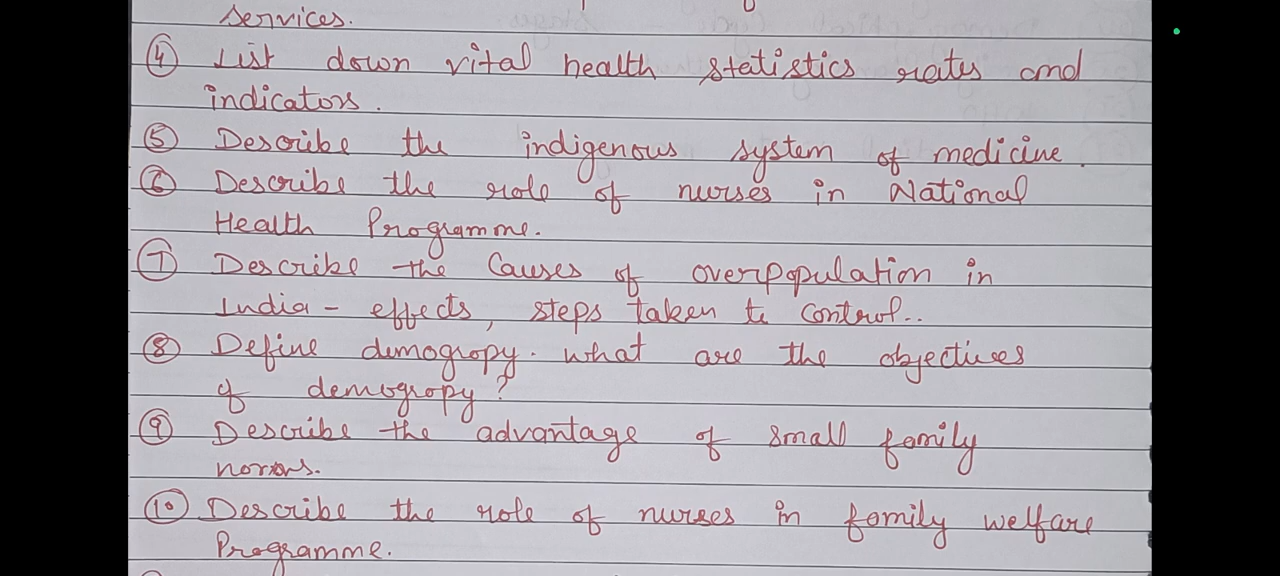 services.
④ List down vital health statistics rates and
indicators.
⑤ Describe the indigenous system of medicine.
⑥ Describe the role of nurses in National
Health Programme.
⑦ Describe the Causes of overpopulation in
India - effects, steps taken to control..
⑧ Define demogropy. what are the objectives
of demogropy?
⑨ Describe the advantage of small family
norms.
⑩ Describe the role of nurses in family welfare
Programme.